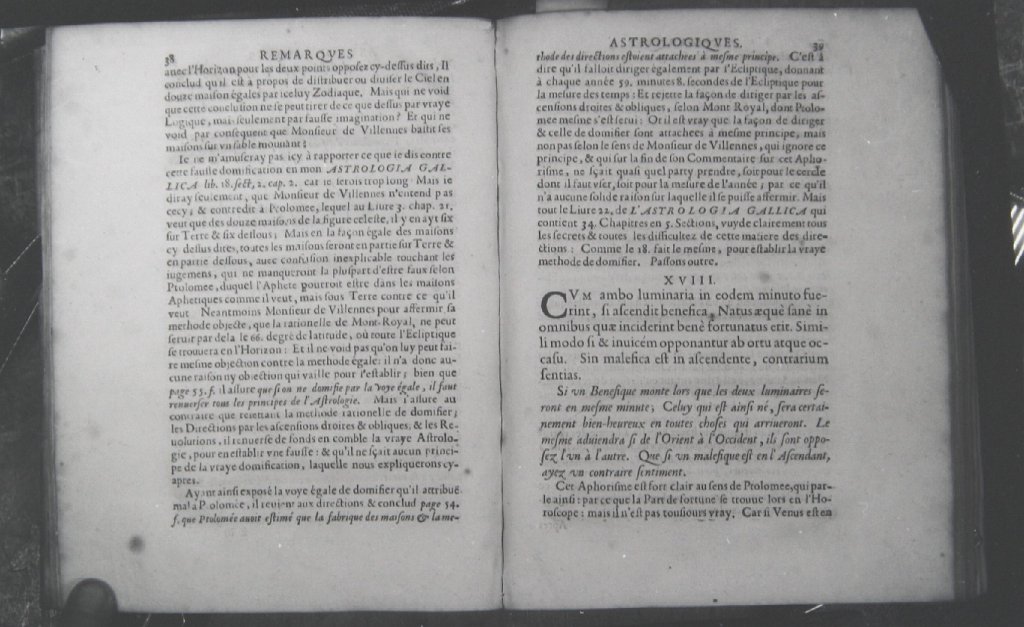 38 REMARQVES
auec l'Horizon pour les deux points opposez cy-dessus dits, Il
conclud qu'il est à propos de distribuer ou diuiser le Ciel en
douze maison égales par iceluy Zodiaque, Mais qui ne void
que cette conclusion ne se peut tirer de ce que dessus par vraye
Logique, mais seulement par fausse imagination? Et qui ne
void par consequent que Monsieur de Villennes bastit ses
maisons sur vn sable mouuant?
Ie ne m'amuseray pas icy à rapporter ce que ie dis contre
cette fausse domification en mon ASTROLOGIA GAL-
LICA lib. 18. sect, 2. cap. 2. car ie serois trop long Mais ie
diray seulement, que Monsieur de Villennes n'entend pas
cecy, & contredit à Ptolomee, lequel au Liure 3. chap. 21.
veut que des douze maisons de la figure celeste, il y en ayt six
sur Terre & six dessous; Mais en la façon égale des maisons
cy dessus dites, toutes les maisons seront en partie sur Terre &
en partie dessous, auec confusion inexplicable touchant les
iugemens, qui ne manqueront la pluspart d'estre faux selon
Ptolomee, duquel l'Aphete pourroit estre dans les maisons
Aphetiques comme il veut, mais sous Terre contre ce qu'il
veut Neantmoins Monsieur de Villennes pour affermir sa
methode objecte, que la rationelle de Mont-Royal, ne peut
seruir par dela le 66. degré de latitude, où toute l'Ecliptique
se trouuera en l'Horizon: Et il ne void pas qu'on luy peut fai-
re mesme objection contre la methode égale: il n'a donc au-
cune raison ny objection qui vaille pour l'establir; bien que
page 53. s. il assure que si on ne domifie par la voye égale, il faut
renuerser tous les principes de l'Astrologie. Mais i'assure au
contraire que reiettant la methode rationelle de domifier;
les Directions par les ascensions droites & obliques, & les Re-
uolutions, il renuerse de fonds en comble la vraye Astrolo-
gie, pour en establir vne fausse: & qu'il ne sçait aucun princi-
pe de la vraye domification, laquelle nous expliquerons cy-
apres.
Ayant ainsi exposé la voye égale de domifier qu'il attribuë
mal à Ptolomée, il reuient aux directions & conclud page 54.
s. que Ptolomée auoit estimé que la fabrique des maisons & la me-
ASTROLOGIQVES. 39
thode des directions estoient attachées à mesme principe. C'est à
dire qu'il falloit diriger également par l'Ecliptique, donnant
à chaque année 59. minutes 8. secondes de l'Ecliptique pour
la mesure des temps: Et rejette la façon de diriger par les as-
censions droites & obliques, selon Mont Royal, dont Ptolo-
mee mesme s'est serui: Or il est vray que la façon de diriger
& celle de domifier sont attachées à mesme principe, mais
non pas selon le sens de Monsieur de Villennes, qui ignore ce
principe, & qui sur la fin de son Commentaire sur cet Apho-
risme, ne sçait quasi quel party prendre, soit pour le cercle
dont il faut vser, soit pour la mesure de l'année; par ce qu'il
n'a aucune solide raison sur laquelle il se puisse affermir. Mais
tout le Liure 22. de L'ASTROLOGIA GALLICA qui
contient 34. Chapitres en 5. Sections, vuyde clairement tous
les secrets & toutes les difficultez de cette matiere des dire-
ctions: Comme le 18. fait le mesme, pour establir la vraye
methode de domifier. Passons outre.
XVIII.
CVM ambo luminaria in eodem minuto fue-
rint, si ascendit benefica, Natus æquè sanè in
omnibus quæ inciderint benè fortunatus erit. Simi-
li modo si & inuicem opponantur ab ortu atque oc-
casu. Sin malefica est in ascendente, contrarium
sentias.
Si vn Benefique monte lors que les deux luminaires se-
ront en mesme minute; Celuy qui est ainsi né, sera certai-
nement bien-heureux en toutes choses qui arriueront. Le
mesme aduiendra si de l'Orient à l'Occident, ils sont oppo-
sez l'vn à l'autre. Que si vn malefique est en l'Ascendant,
ayez vn contraire sentiment.
Cet Aphorisme est fort clair au sens de Ptolomee, qui par-
le ainsi: par ce que la Part de fortune se trouue lors en l'Ho-
roscope: mais il n'est pas tousiours vray. Car si Venus est en